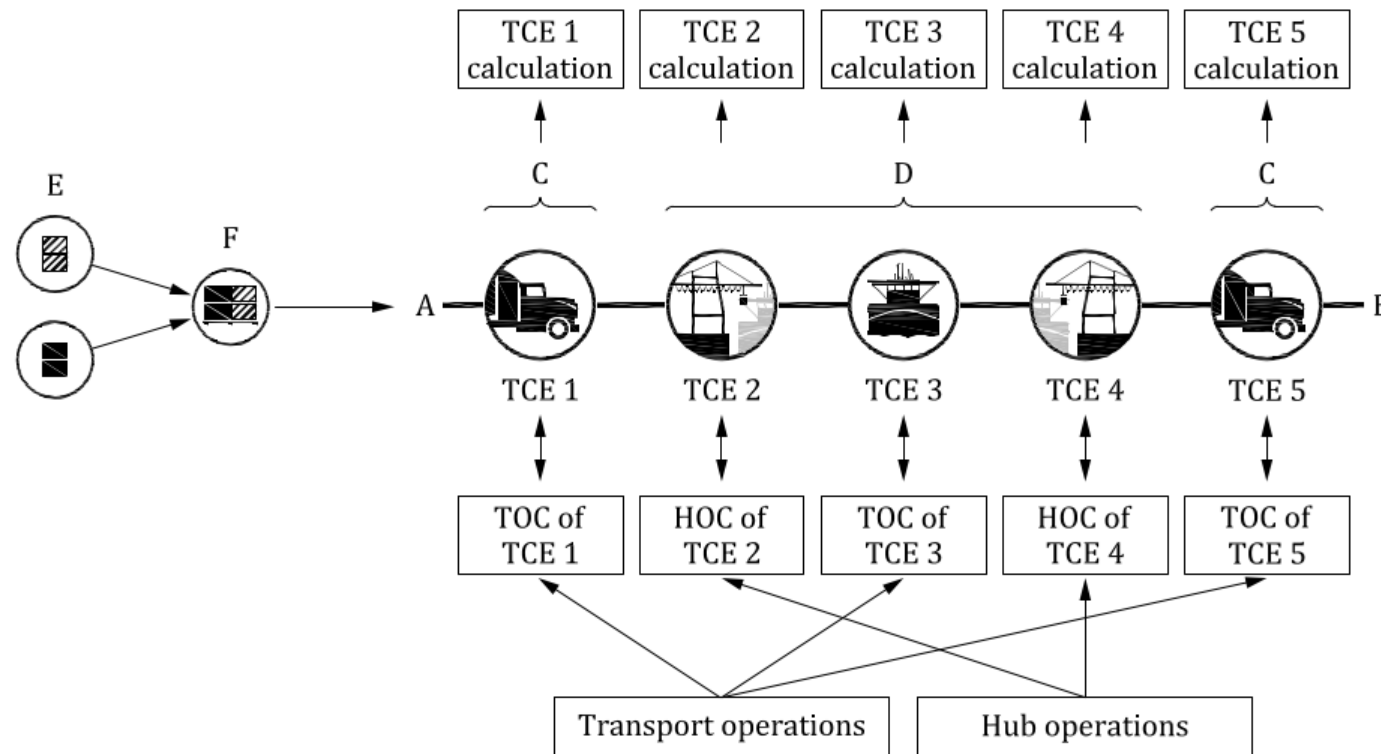 TCE 1
calculation
TCE 2
calculation
TCE 3
calculation
TCE 4
calculation
TCE 5
calculation
C
D
C
E
F
A
B
TCE 1
TCE 2
TCE 3
TCE 4
TCE 5
TOC of
TCE 1
HOC of
TCE 2
TOC of
TCE 3
HOC of
TCE 4
TOC of
TCE 5
Transport operations
Hub operations